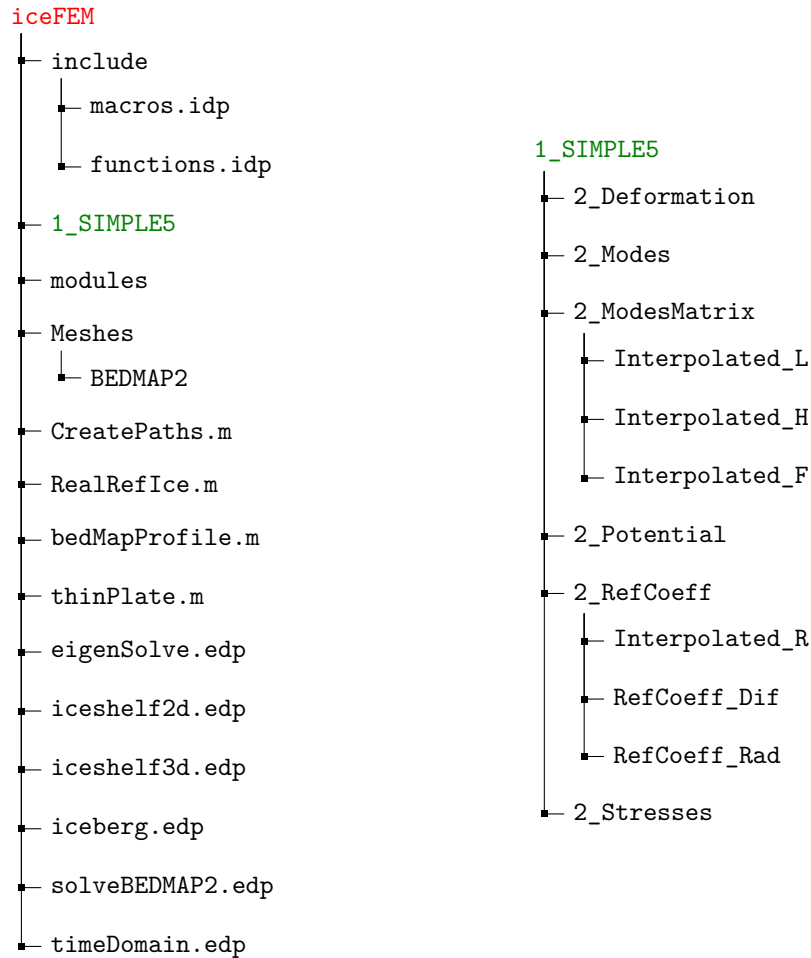 iceFEM
include
macros.idp
functions.idp
1_SIMPLE5
modules
Meshes
BEDMAP2
CreatePaths.m
RealRefIce.m
bedMapProfile.m
thinPlate.m
eigenSolve.edp
iceshelf2d.edp
iceshelf3d.edp
iceberg.edp
solveBEDMAP2.edp
timeDomain.edp
1_SIMPLE5
2_Deformation
2_Modes
2_ModesMatrix
Interpolated_L
Interpolated_H
Interpolated_F
2_Potential
2_RefCoeff
Interpolated_R
RefCoeff_Dif
RefCoeff_Rad
2_Stresses